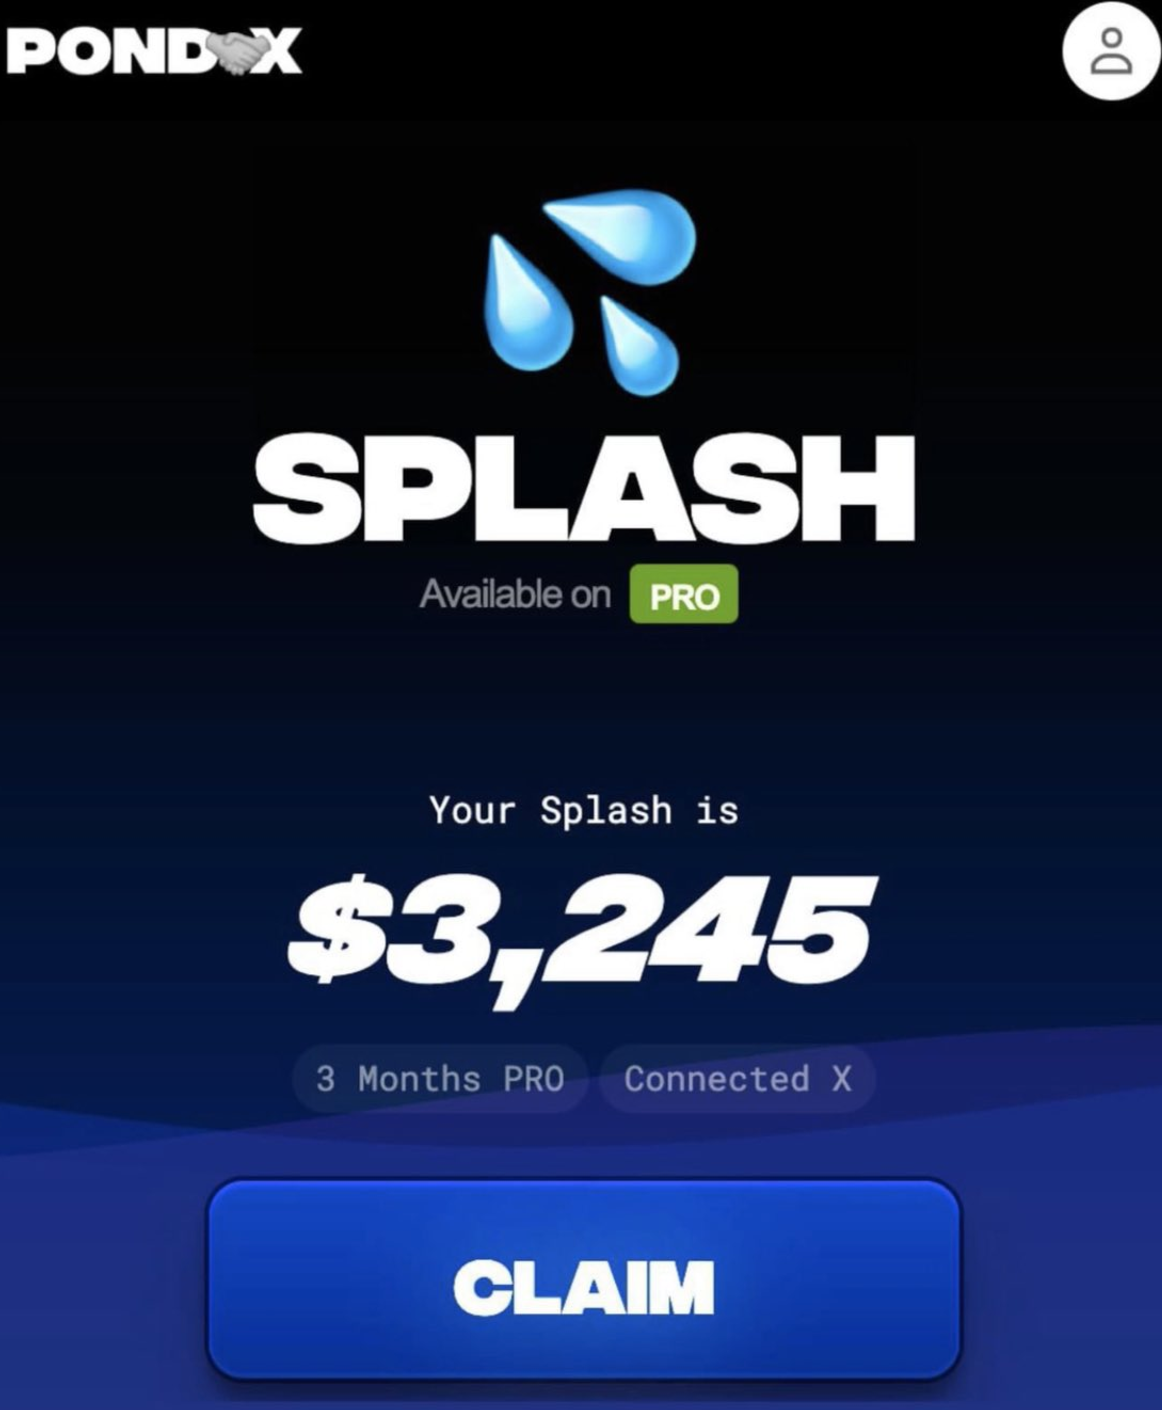 POND X
SPLASH
Available on PRO
Your Splash is
$3,245
3 Months PRO Connected X
CLAIM